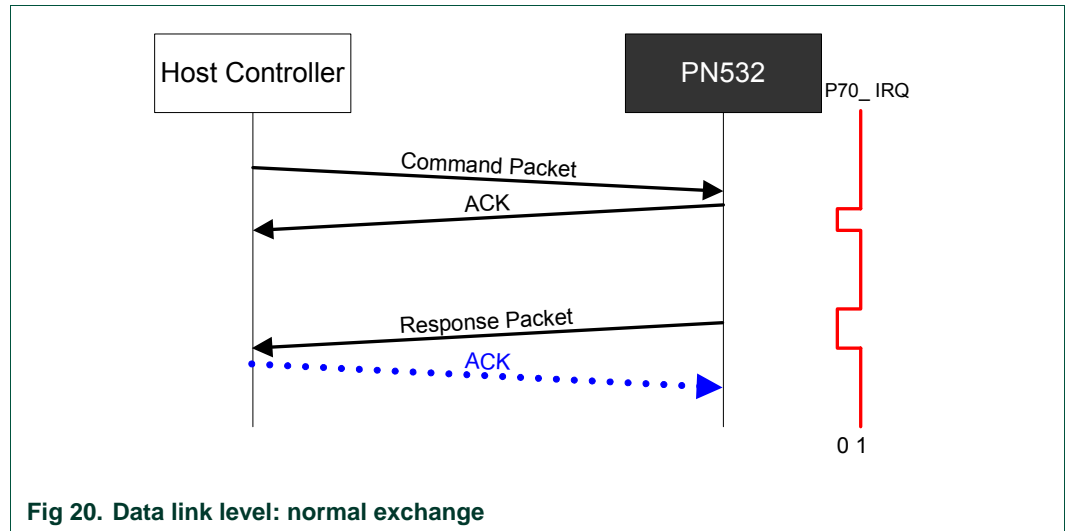 Host Controller
PN532
P70_ IRQ
Command Packet
ACK
Response Packet
ACK
0 1
Fig 20. Data link level: normal exchange